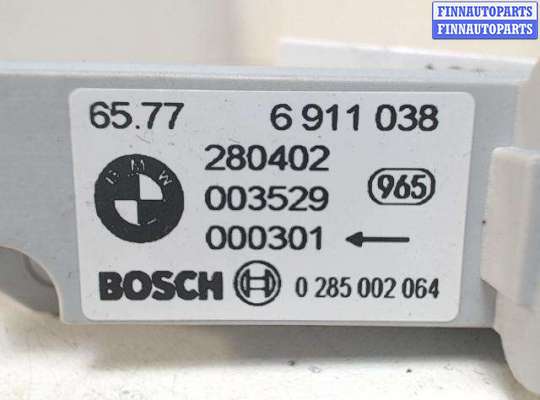 FINNAUTOPARTS
FINNAUTOPARTS
65.77 6 911 038
BMW
280402
003529 965
000301 ←
BOSCH 0 285 002 064